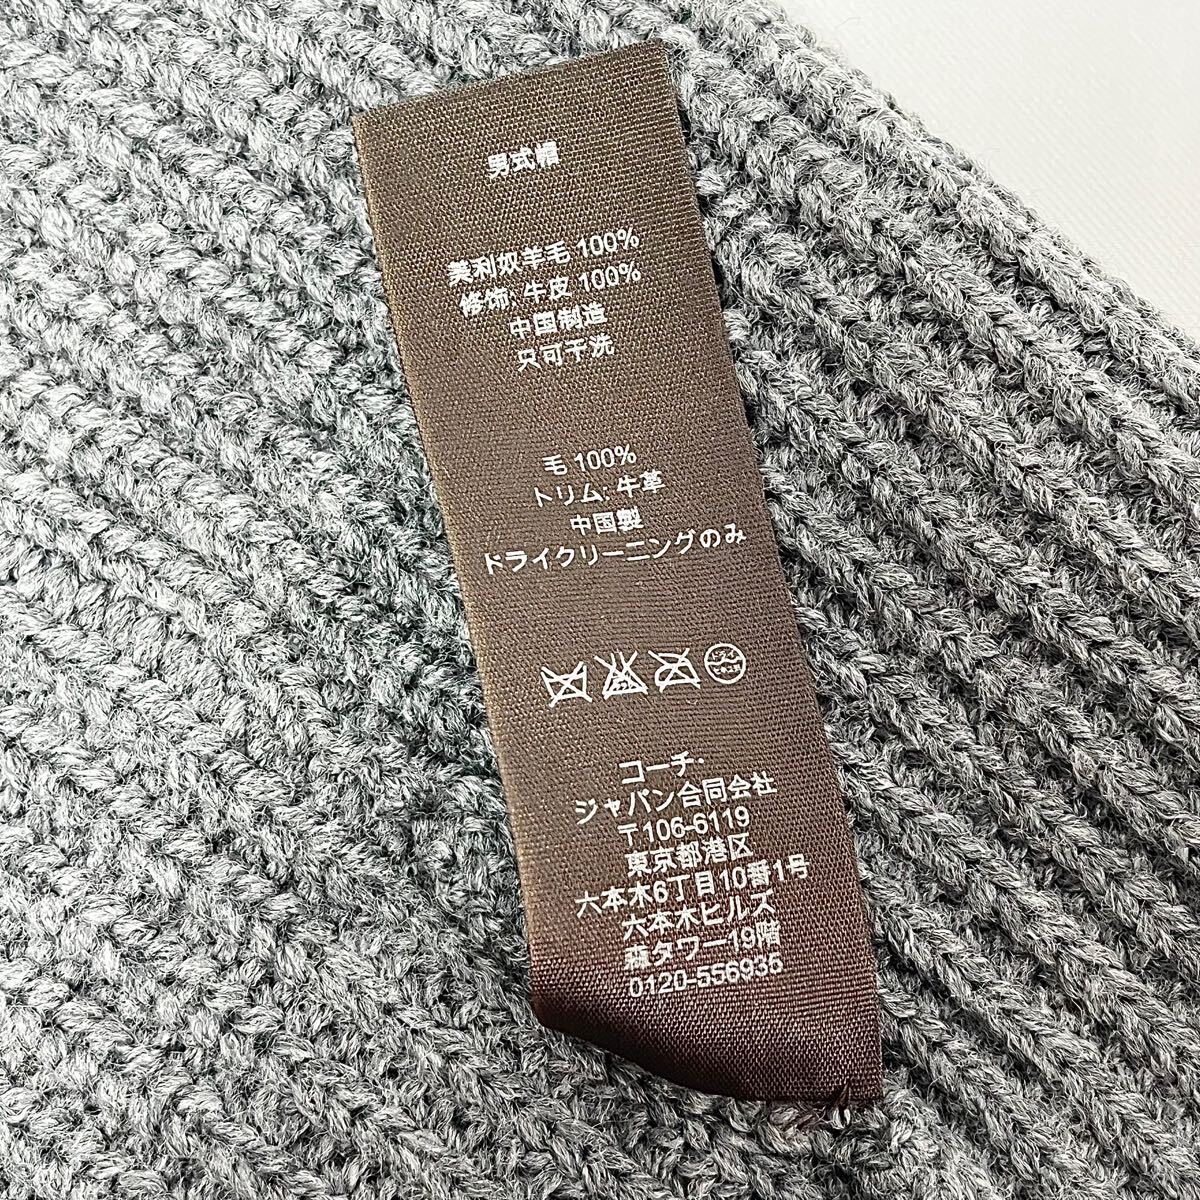 男式帽
美利奴羊毛 100%
修饰: 牛皮 100%
中国制造
只可干洗
毛 100%
トリム: 牛革
中国製
ドライクリーニングのみ
コーチ・
ジャパン合同会社
〒106-6119
東京都港区
六本木6丁目10番1号
六本木ヒルズ
森タワー19階
0120-556935